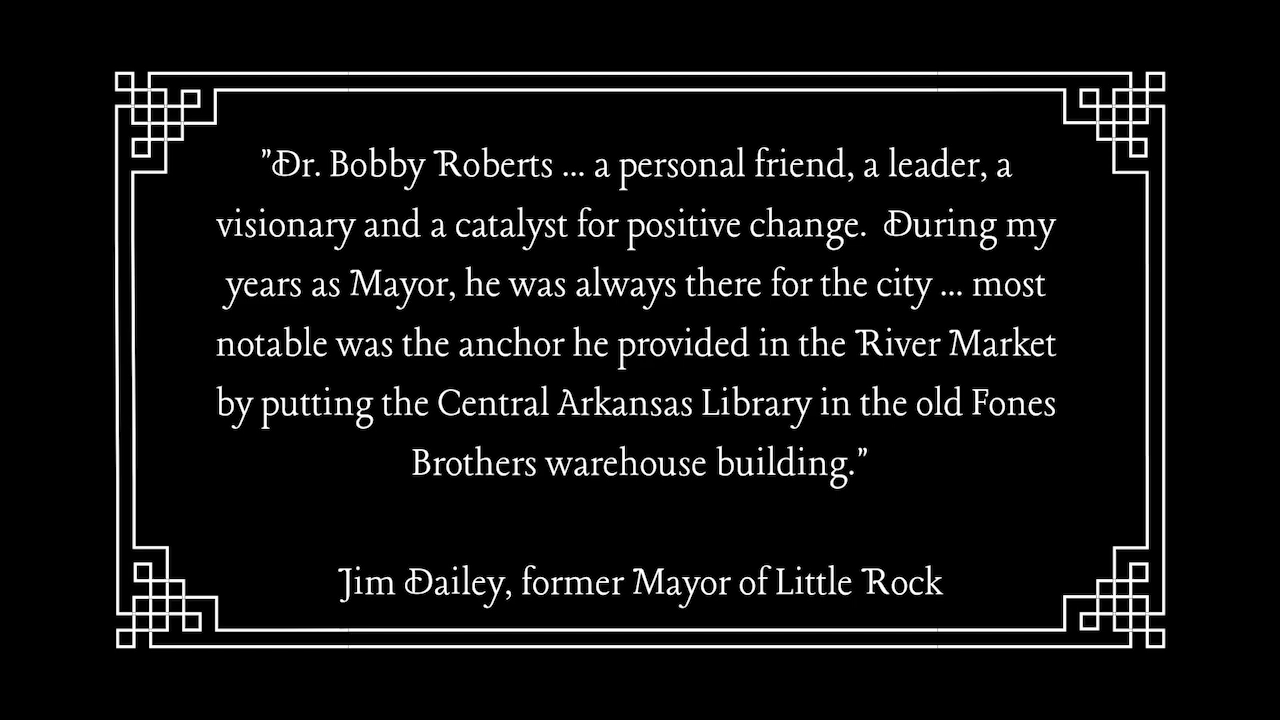 "Dr. Bobby Roberts ... a personal friend, a leader, a
visionary and a catalyst for positive change.  During my
years as Mayor, he was always there for the city ... most
notable was the anchor he provided in the River Market
by putting the Central Arkansas Library in the old Fones
Brothers warehouse building."
Jim Dailey, former Mayor of Little Rock